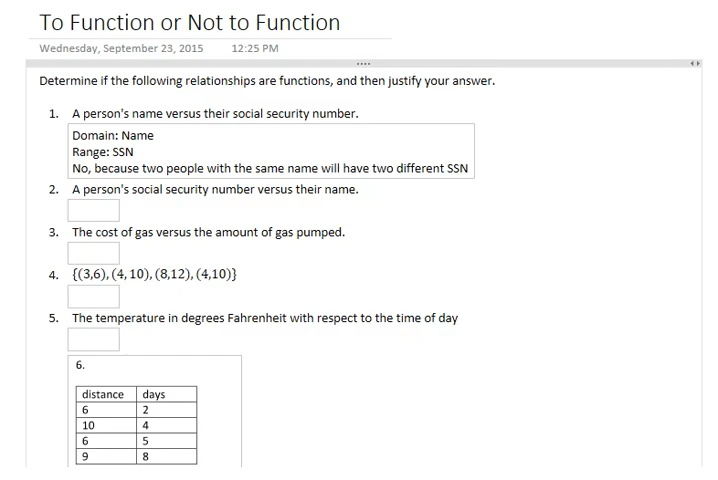 To Function or Not to Function
Wednesday, September 23, 2015 12:25 PM
Determine if the following relationships are functions, and then justify your answer.
1. A person's name versus their social security number.
Domain: Name
Range: SSN
No, because two people with the same name will have two different SSN
2. A person's social security number versus their name.
3. The cost of gas versus the amount of gas pumped.
4. {(3,6), (4, 10), (8,12), (4,10)}
5. The temperature in degrees Fahrenheit with respect to the time of day
6.
distance days
6 2
10 4
6 5
9 8